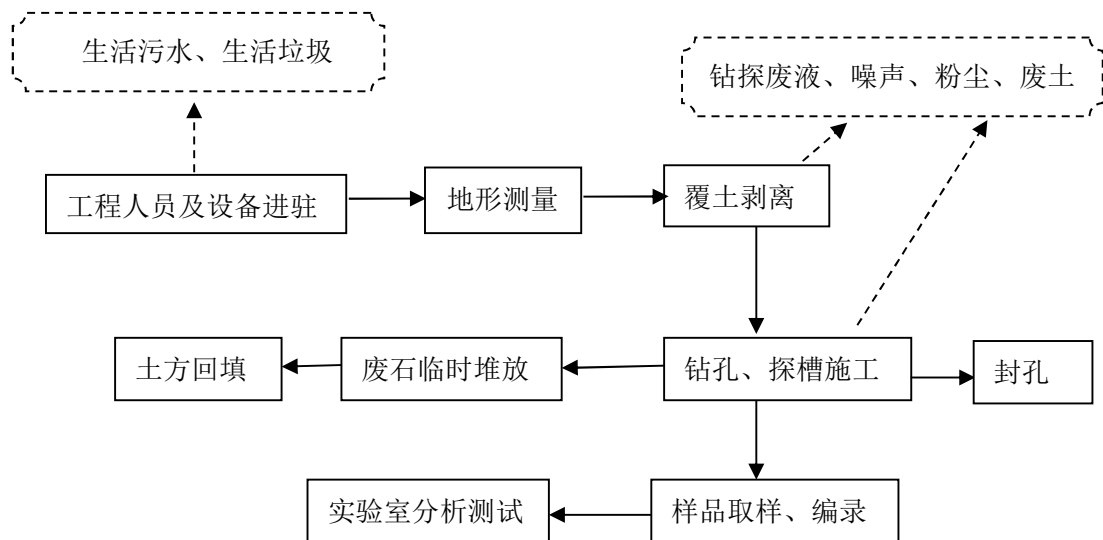 生活污水、生活垃圾
钻探废液、噪声、粉尘、废土
工程人员及设备进驻
地形测量
覆土剥离
土方回填
废石临时堆放
钻孔、探槽施工
封孔
实验室分析测试
样品取样、编录